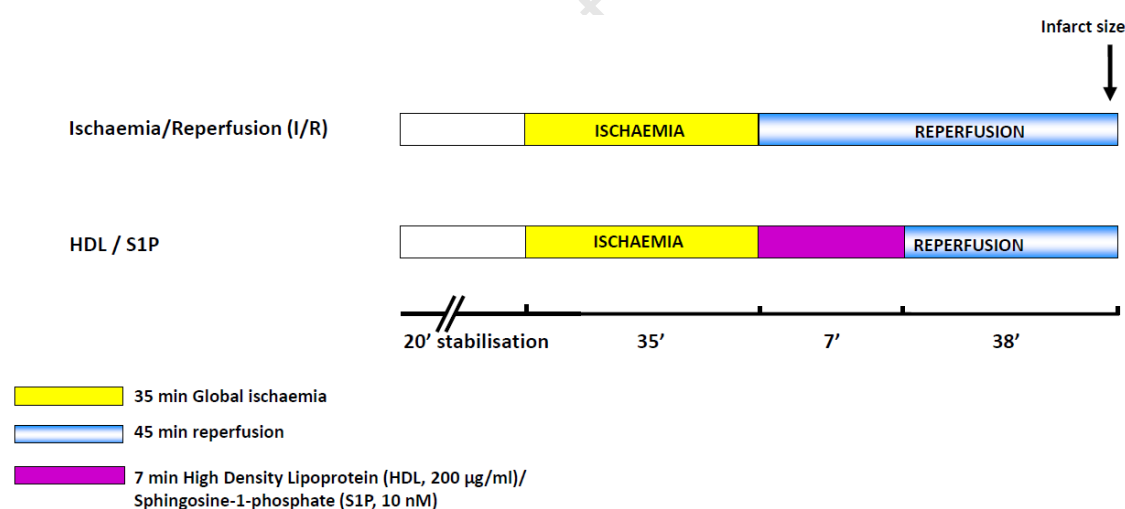 Infarct size
Ischaemia/Reperfusion (I/R)
ISCHAEMIA
REPERFUSION
HDL / S1P
ISCHAEMIA
REPERFUSION
20’ stabilisation
35’
7’
38’
35 min Global ischaemia
45 min reperfusion
7 min High Density Lipoprotein (HDL, 200 µg/ml)/
Sphingosine-1-phosphate (S1P, 10 nM)